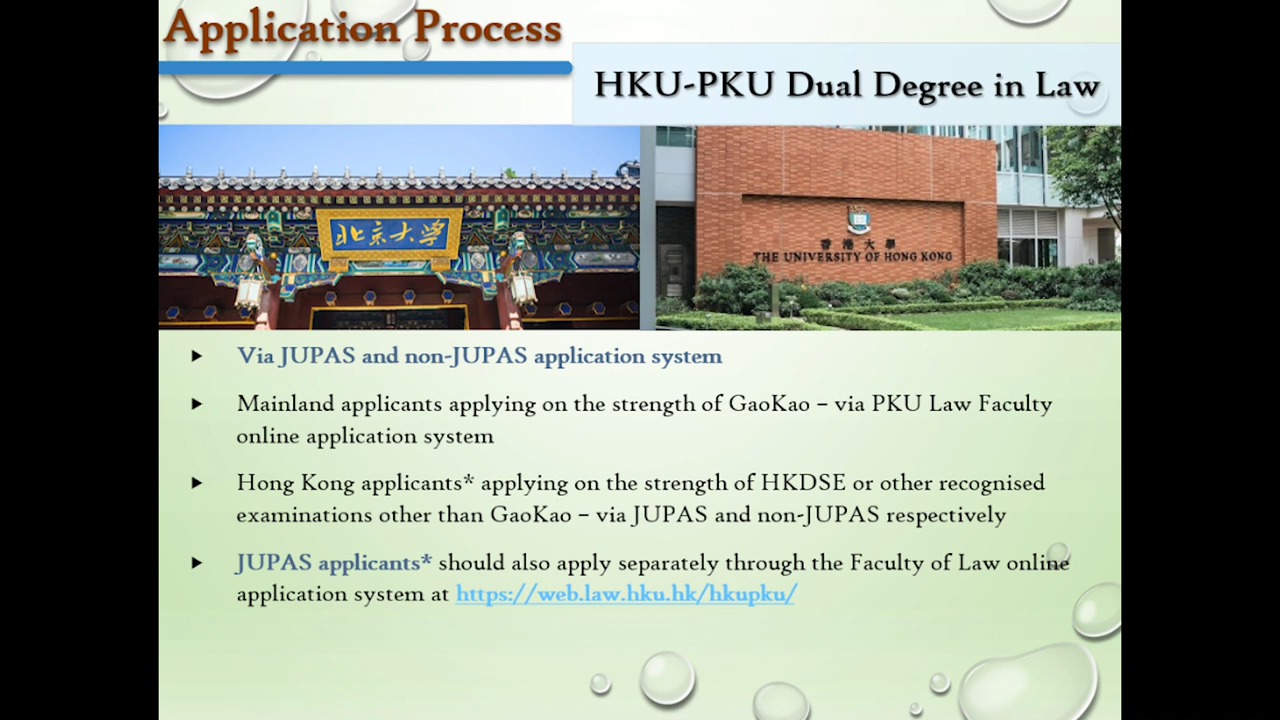 Application Process
HKU-PKU Dual Degree in Law
北京大学
香港大學
THE UNIVERSITY OF HONG KONG
Via JUPAS and non-JUPAS application system
Mainland applicants applying on the strength of GaoKao – via PKU Law Faculty
online application system
Hong Kong applicants* applying on the strength of HKDSE or other recognised
examinations other than GaoKao – via JUPAS and non-JUPAS respectively
JUPAS applicants* should also apply separately through the Faculty of Law online
application system at https://web.law.hku.hk/hkupku/